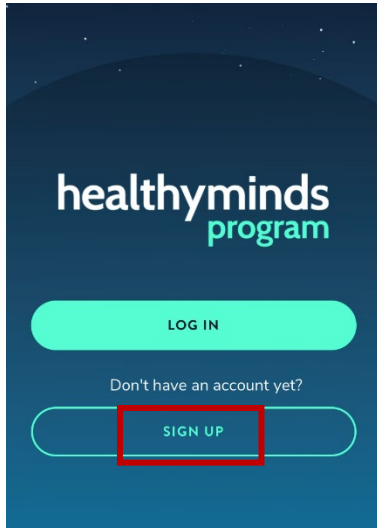 healthyminds
program
LOG IN
Don't have an account yet?
SIGN UP